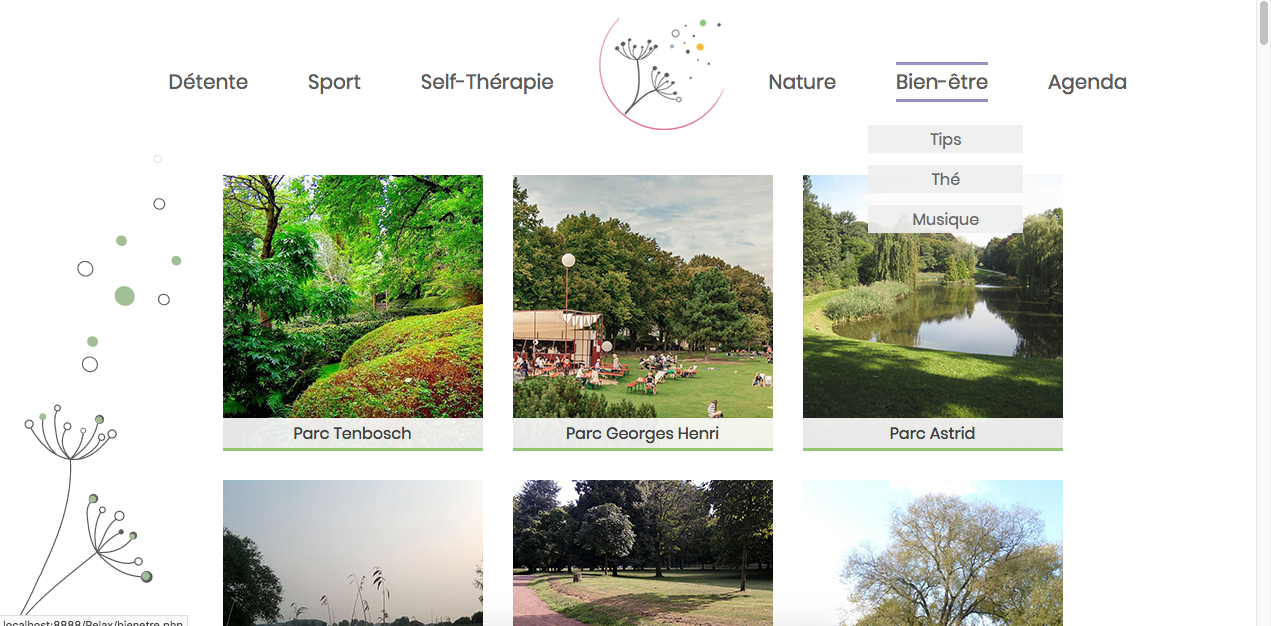 Détente Sport Self-Thérapie Nature Bien-être Agenda
Tips
Thé
Musique
Parc Tenbosch Parc Georges Henri Parc Astrid
localhost:8888/Relax/bienetre.php